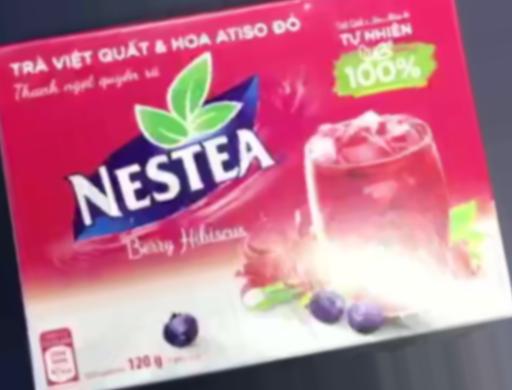 TRÀ VIỆT QUẤT & HOA ATISO ĐỎ
Thanh ngọt quyến rũ
TỰ NHIÊN
100%
NESTEA
Berry Hibiscus
120 g